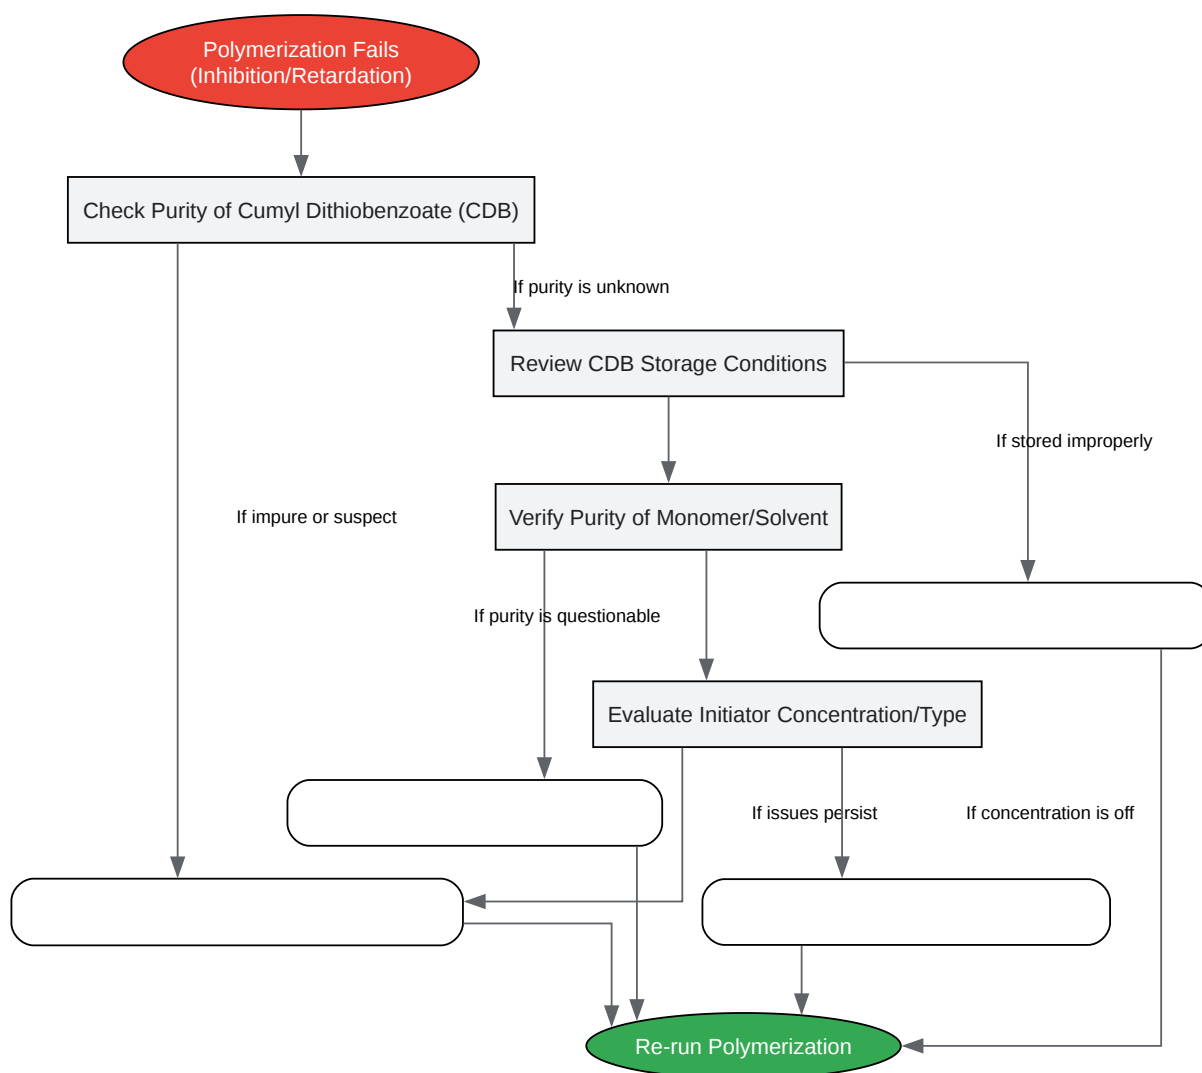 Polymerization Fails
(Inhibition/Retardation)
Check Purity of Cumyl Dithiobenzoate (CDB)
If purity is unknown
Review CDB Storage Conditions
If stored improperly
If impure or suspect
Verify Purity of Monomer/Solvent
If purity is questionable
Evaluate Initiator Concentration/Type
If issues persist
If concentration is off
Re-run Polymerization